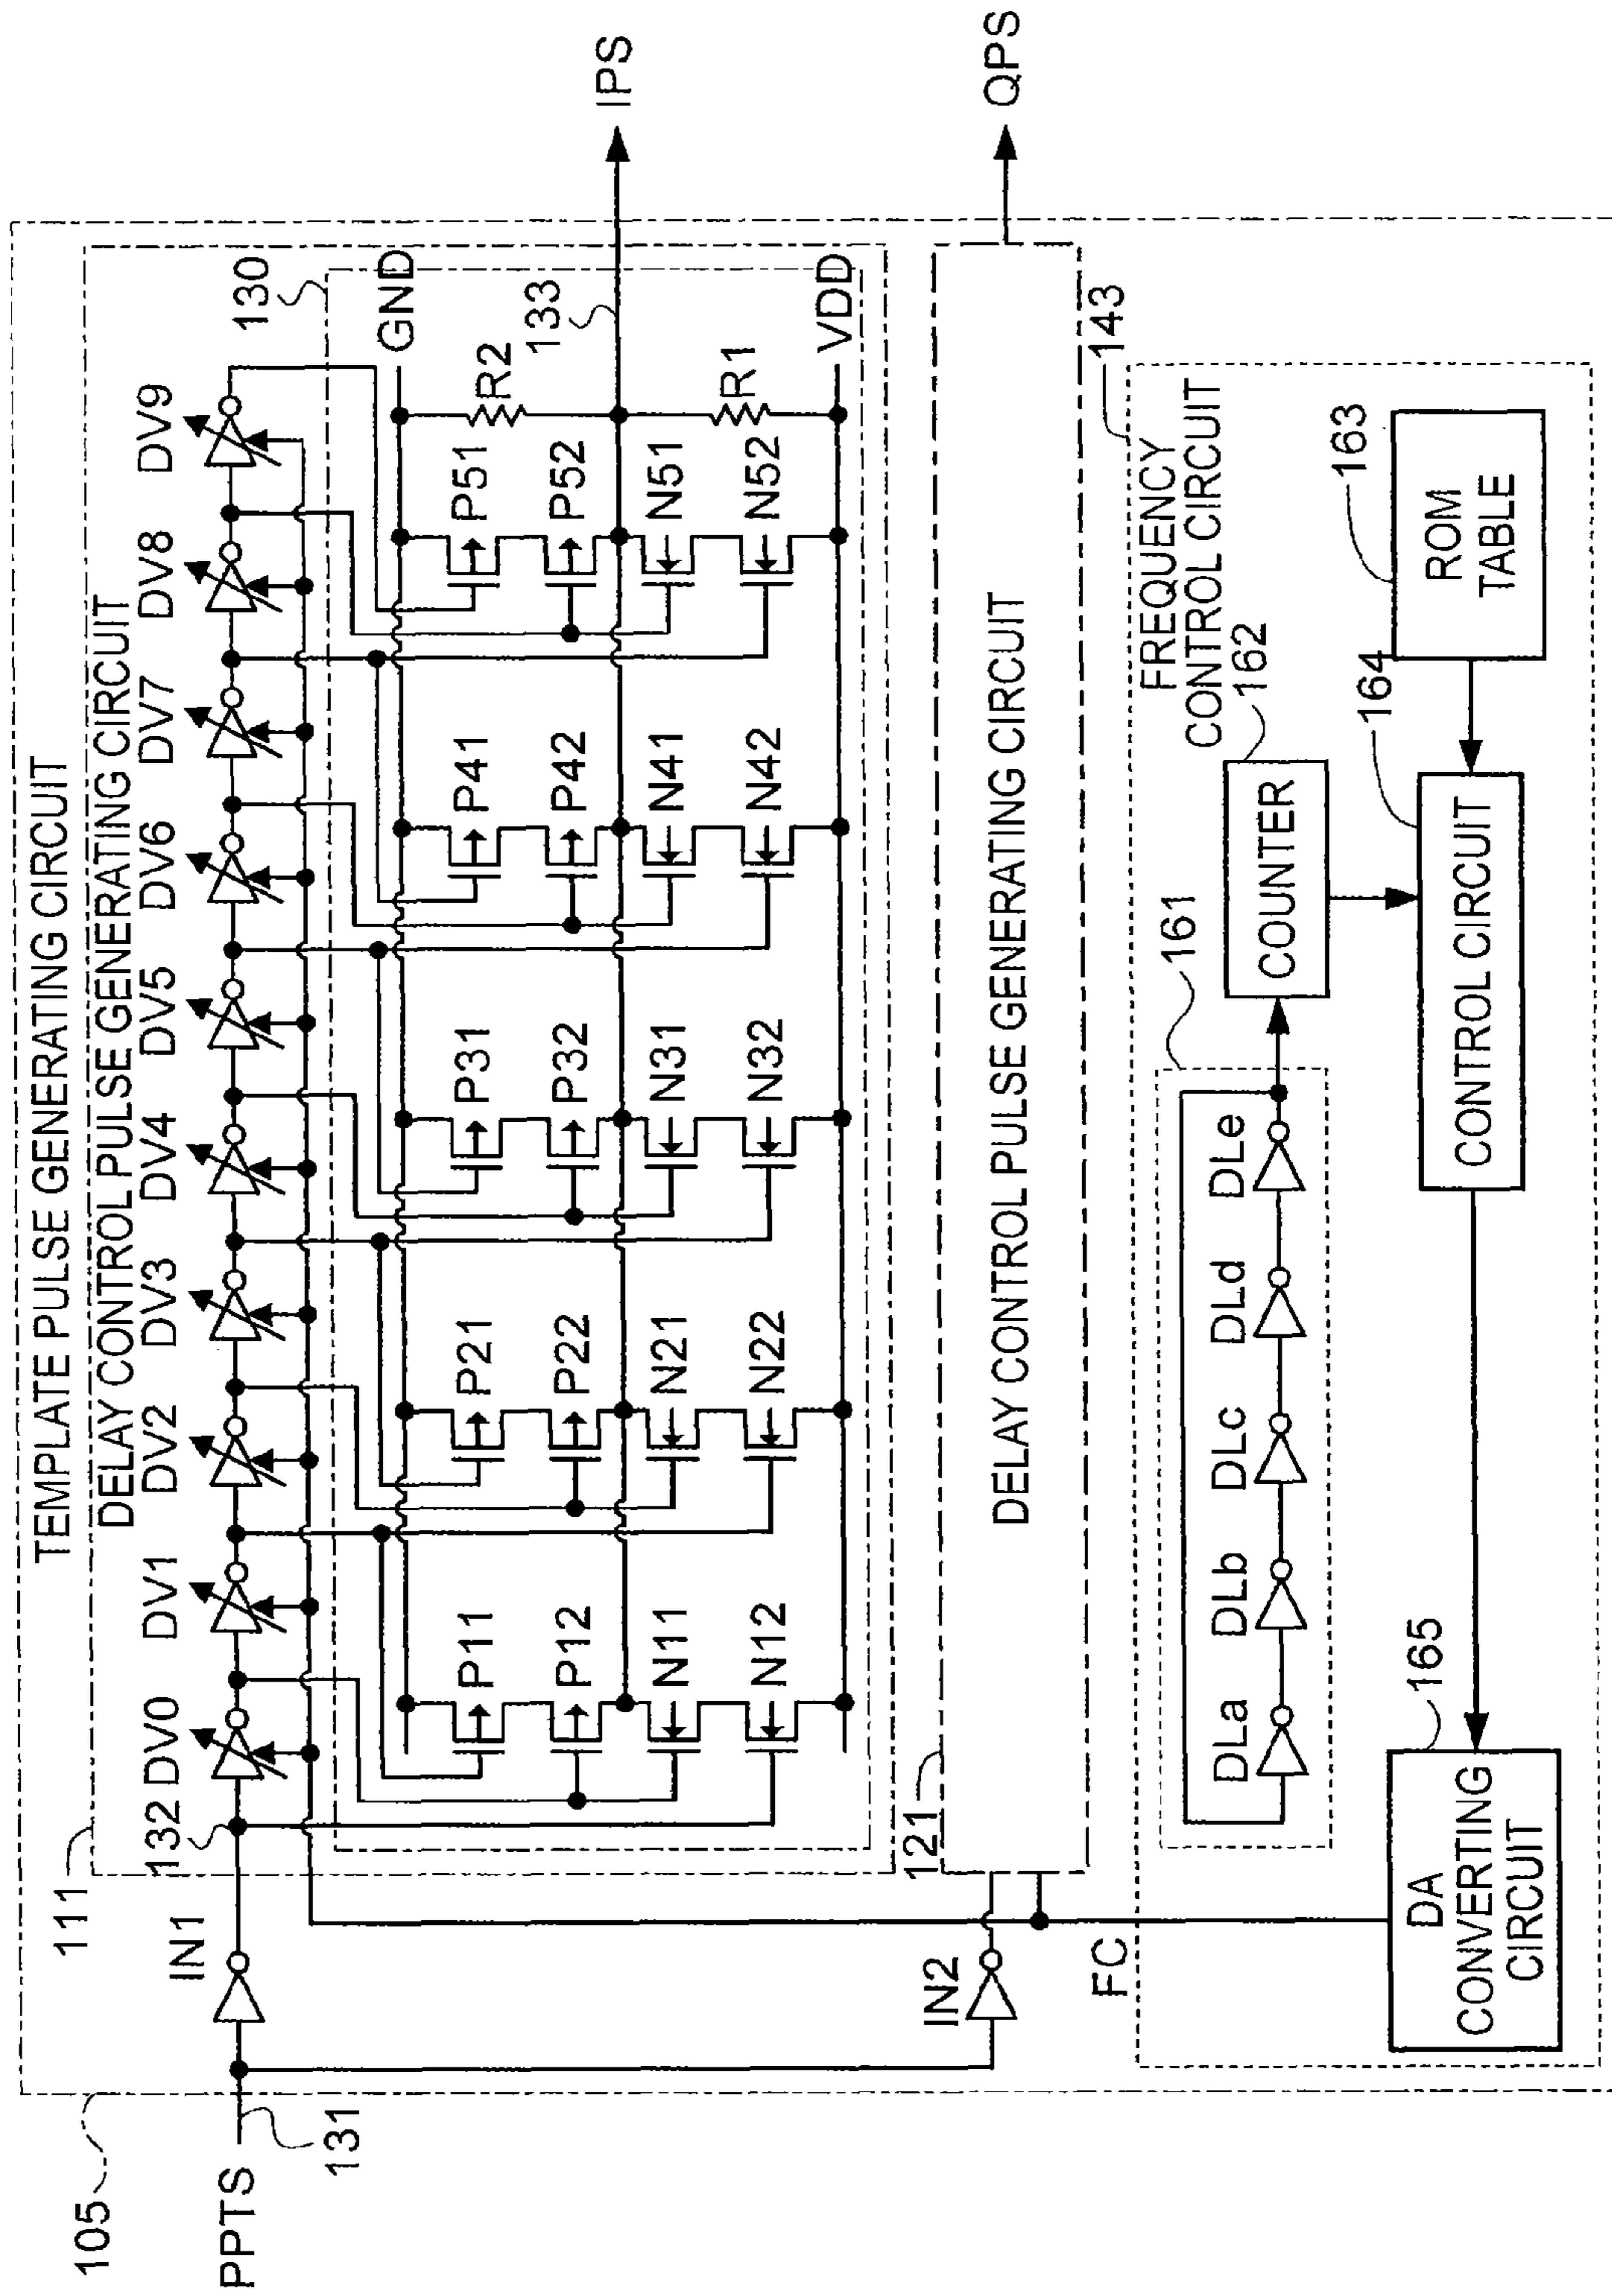 TEMPLATE PULSE GENERATING CIRCUIT
105
111
DELAY CONTROL PULSE GENERATING CIRCUIT
132
DV0
DV1
DV2
DV3
DV4
DV5
DV6
DV7
DV8
DV9
130
PPTS
131
IN1
GND
P11
P21
P31
P41
P51
R2
P12
P22
P32
P42
P52
133
IPS
N11
N21
N31
N41
N51
R1
N12
N22
N32
N42
N52
VDD
121
DELAY CONTROL PULSE GENERATING CIRCUIT
IN2
QPS
FC
143
FREQUENCY
CONTROL CIRCUIT
161
162
DLa
DLb
DLc
DLd
DLe
COUNTER
163
ROM
TABLE
164
CONTROL CIRCUIT
165
DA
CONVERTING
CIRCUIT